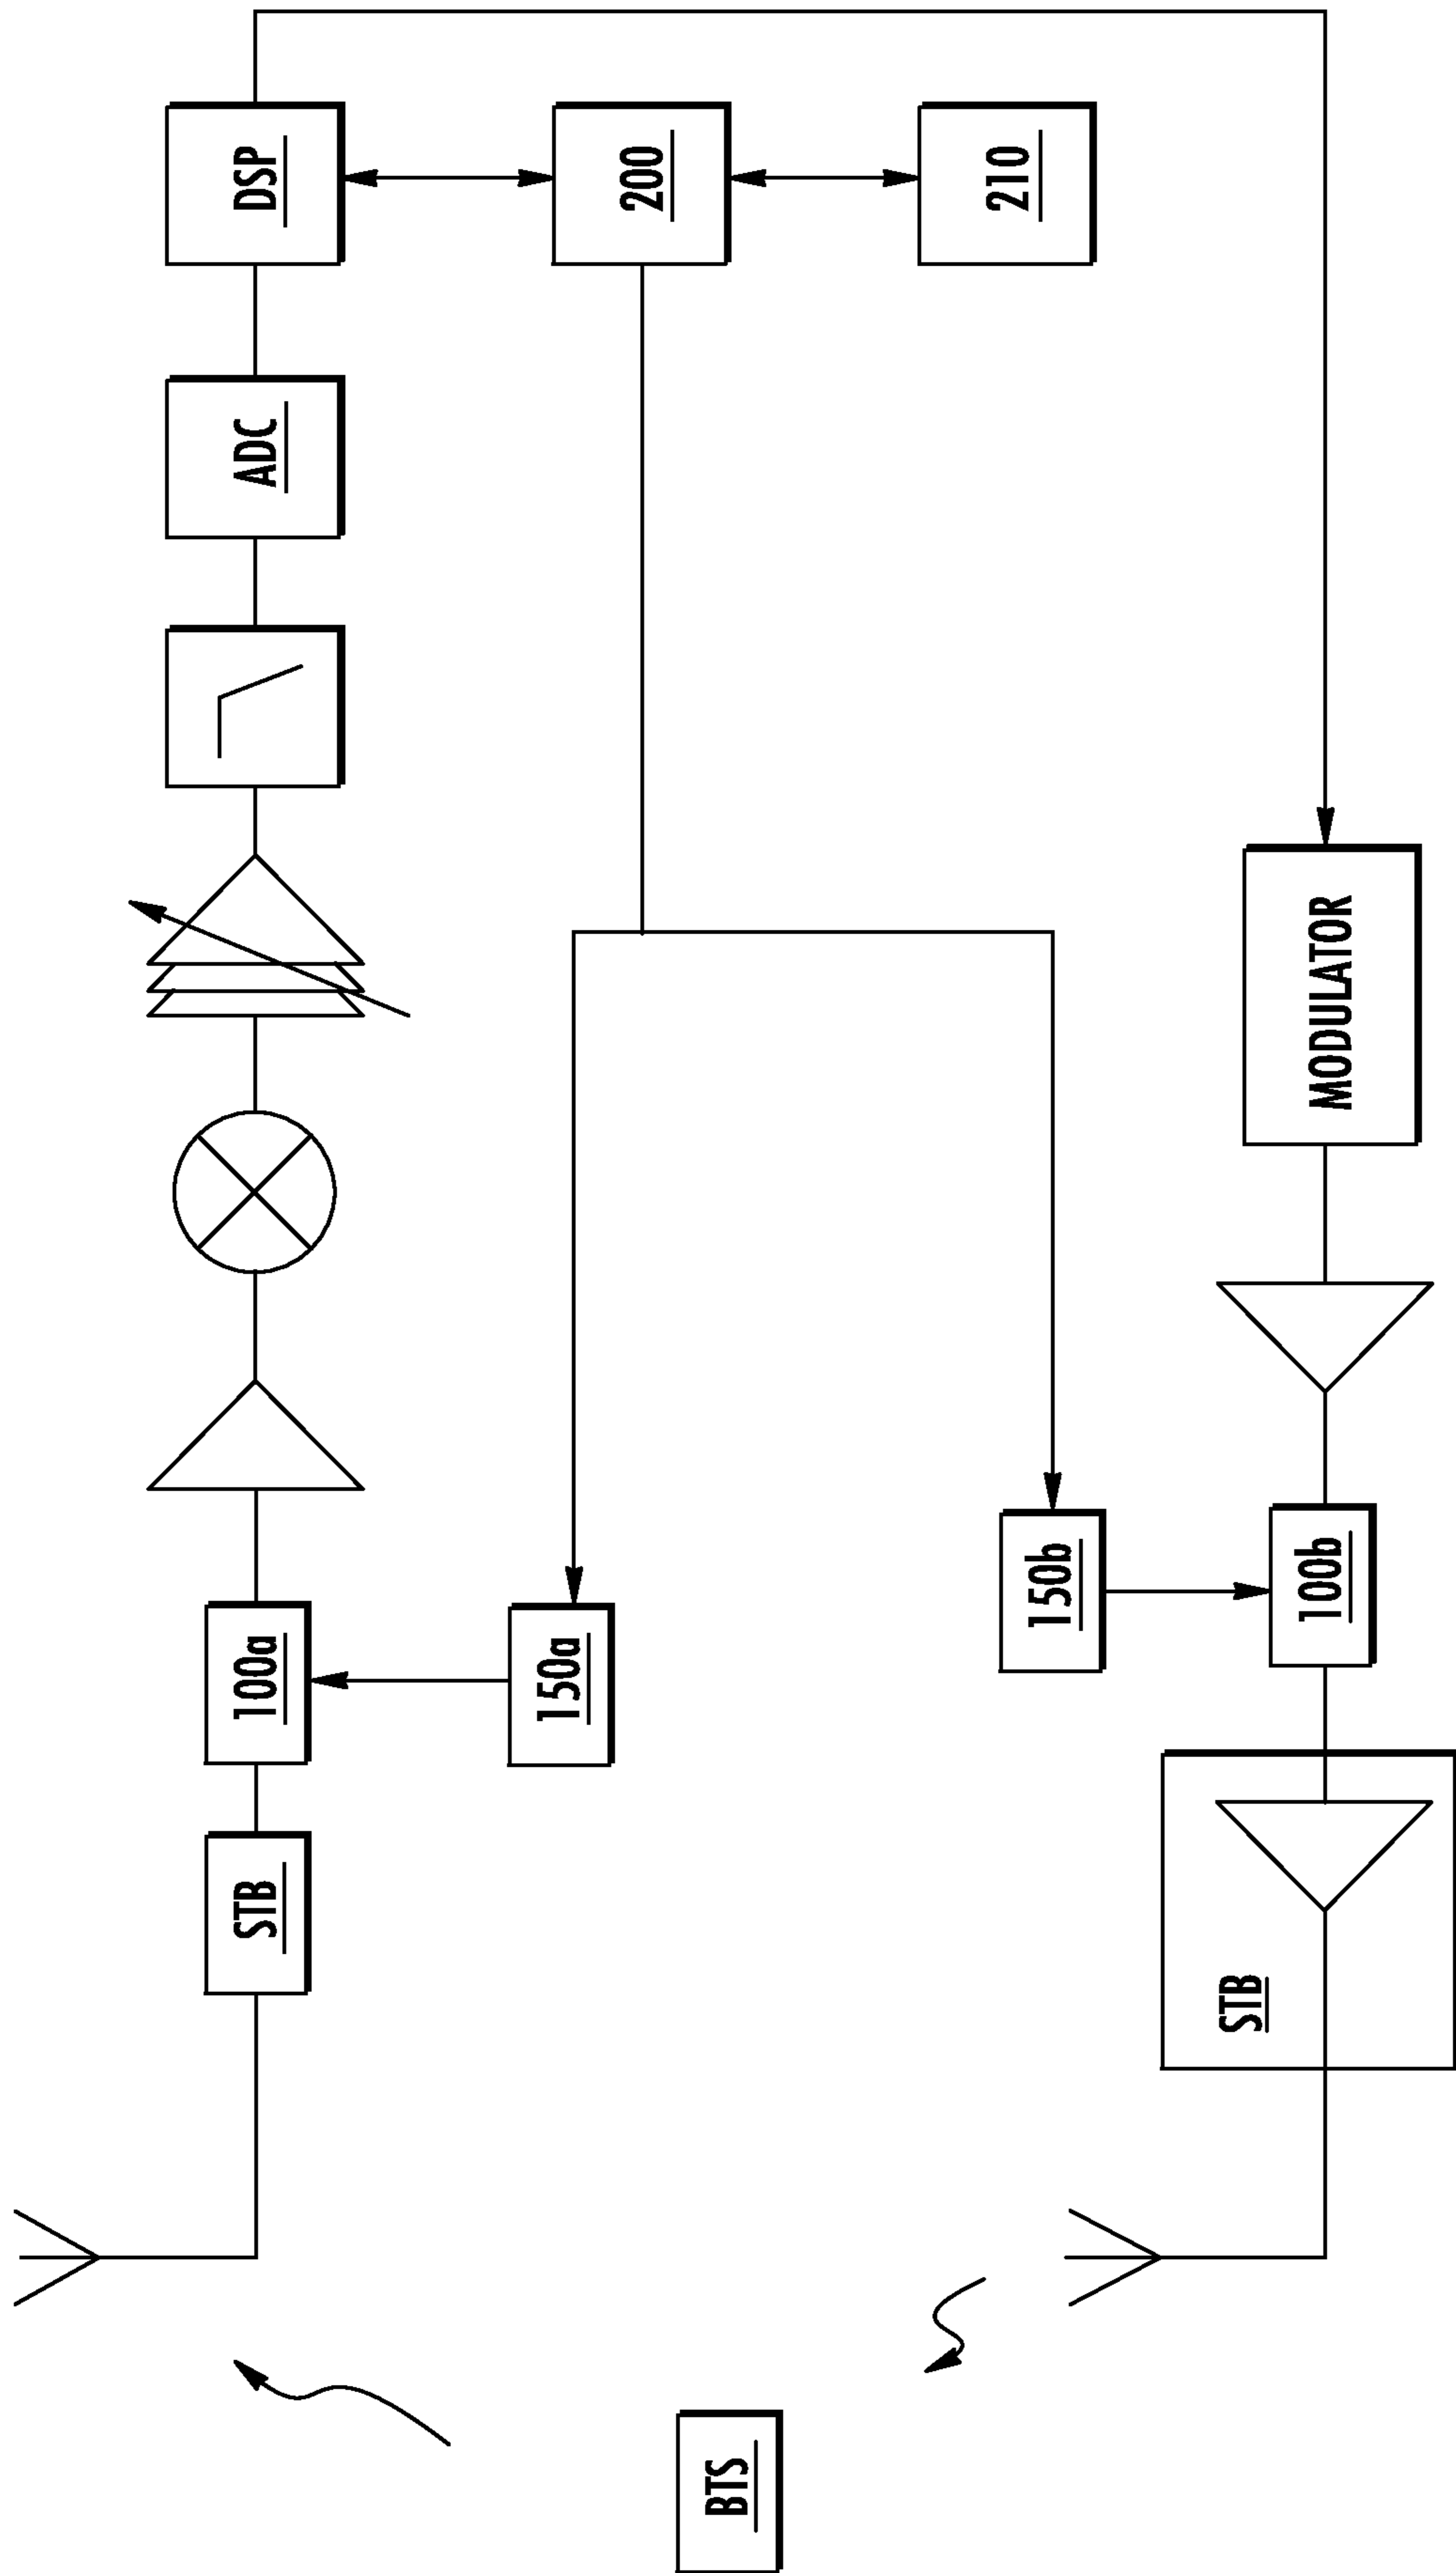 STB
100a
ADC
DSP
150a
200
210
BTS
150b
STB
100b
MODULATOR